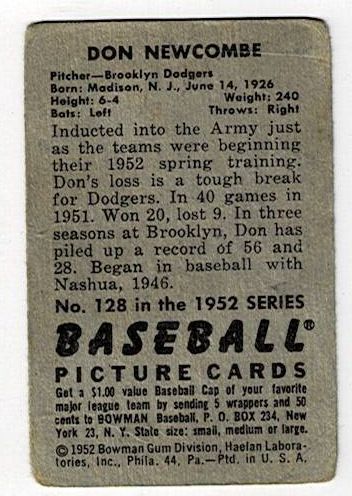 DON NEWCOMBE
Pitcher—Brooklyn Dodgers
Born: Madison, N. J., June 14, 1926
Height: 6-4 Weight: 240
Bats: Left Throws: Right
Inducted into the Army just
as the teams were beginning
their 1952 spring training.
Don's loss is a tough break
for Dodgers. In 40 games in
1951. Won 20, lost 9. In three
seasons at Brooklyn, Don has
piled up a record of 56 and
28. Began in baseball with
Nashua, 1946.
No. 128 in the 1952 SERIES
BASEBALL®
PICTURE CARDS
Get a $1.00 value Baseball Cap of your favorite
major league team by sending 5 wrappers and 50
cents to BOWMAN Baseball, P. O. BOX 234, New
York 23, N. Y. State size: small, medium or large.
©1952 Bowman Gum Division, Haelan Labora-
tories, Inc., Phila. 44, Pa.—Ptd in U. S. A.